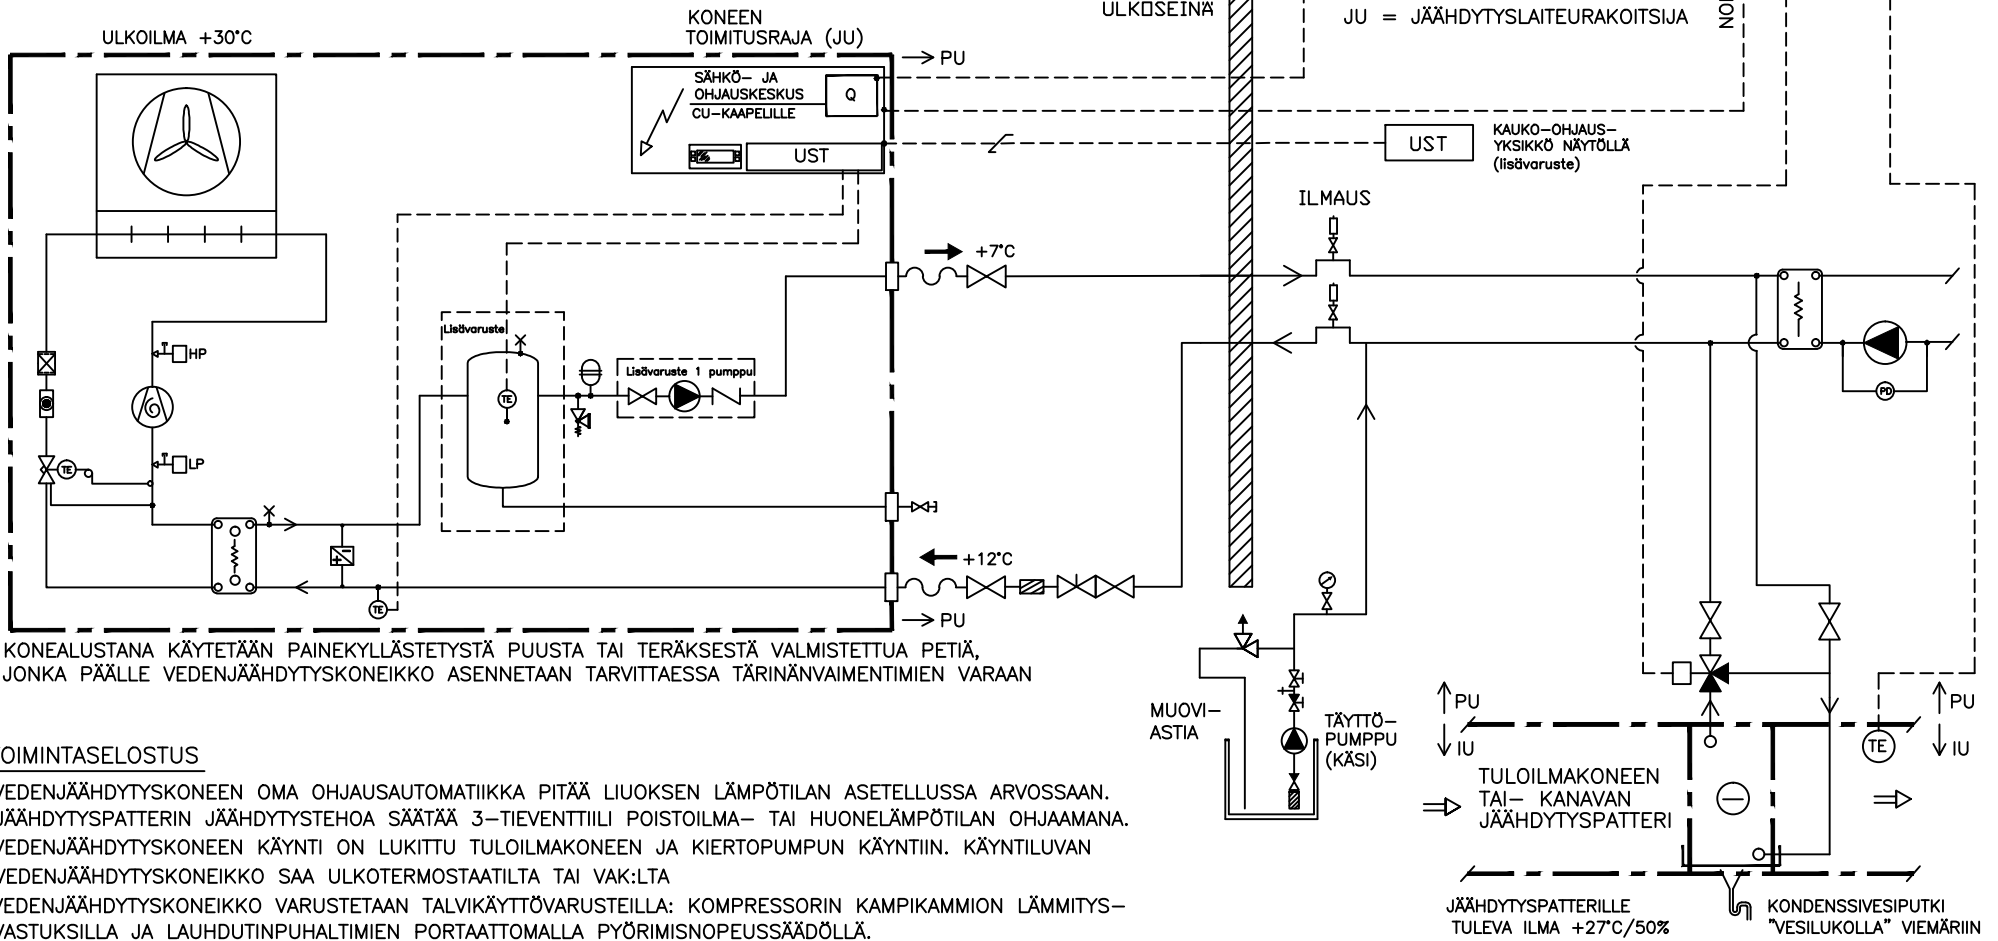 ULKOSEINÄ
JU = JÄÄHDYTYSLAITEURAKOITSIJA
ULKOILMA +30°C
KONEEN
TOIMITUSRAJA (JU)
PU
SÄHKÖ- JA
OHJAUSKESKUS
CU-KAAPELILLE
Q
UST
UST
KAUKO-OHJAUS-
YKSIKKÖ NÄYTÖLLÄ
(lisävaruste)
ILMAUS
+7°C
Lisävaruste
Lisävaruste 1 pumppu
HP
TE
PD
LP
TE
+12°C
TE
PU
KONEALUSTANA KÄYTETÄÄN PAINEKYLLÄSTETYSTÄ PUUSTA TAI TERÄKSESTÄ VALMISTETTUA PETIÄ,
JONKA PÄÄLLE VEDENJÄÄHDYTYSKONEIKKO ASENNETAAN TARVITTAESSA TÄRINÄNVAIMENTIMIEN VARAAN
MUOVI-
ASTIA
TÄYTTÖ-
PUMPPU
(KÄSI)
PU
IU
PU
IU
TE
TULOILMAKONEEN
TAI- KANAVAN
JÄÄHDYTYSPATTERI
OIMINTASELOSTUS
VEDENJÄÄHDYTYSKONEEN OMA OHJAUSAUTOMATIIKKA PITÄÄ LIUOKSEN LÄMPÖTILAN ASETELLUSSA ARVOSSAAN.
JÄÄHDYTYSPATTERIN JÄÄHDYTYSTEHOA SÄÄTÄÄ 3-TIEVENTTIILI POISTOILMA- TAI HUONELÄMPÖTILAN OHJAAMANA.
VEDENJÄÄHDYTYSKONEEN KÄYNTI ON LUKITTU TULOILMAKONEEN JA KIERTOPUMPUN KÄYNTIIN. KÄYNTILUVAN
VEDENJÄÄHDYTYSKONEIKKO SAA ULKOTERMOSTAATILTA TAI VAK:LTA
VEDENJÄÄHDYTYSKONEIKKO VARUSTETAAN TALVIKÄYTTÖVARUSTEILLA: KOMPRESSORIN KAMPIKAMMION LÄMMITYS-
VASTUKSILLA JA LAUHDUTINPUHALTIMIEN PORTAATTOMALLA PYÖRIMISNOPEUSSÄÄDÖLLÄ.
JÄÄHDYTYSPATTERILLE
TULEVA ILMA +27°C/50%
KONDENSSIVESIPUTKI
"VESILUKOLLA" VIEMÄRIIN